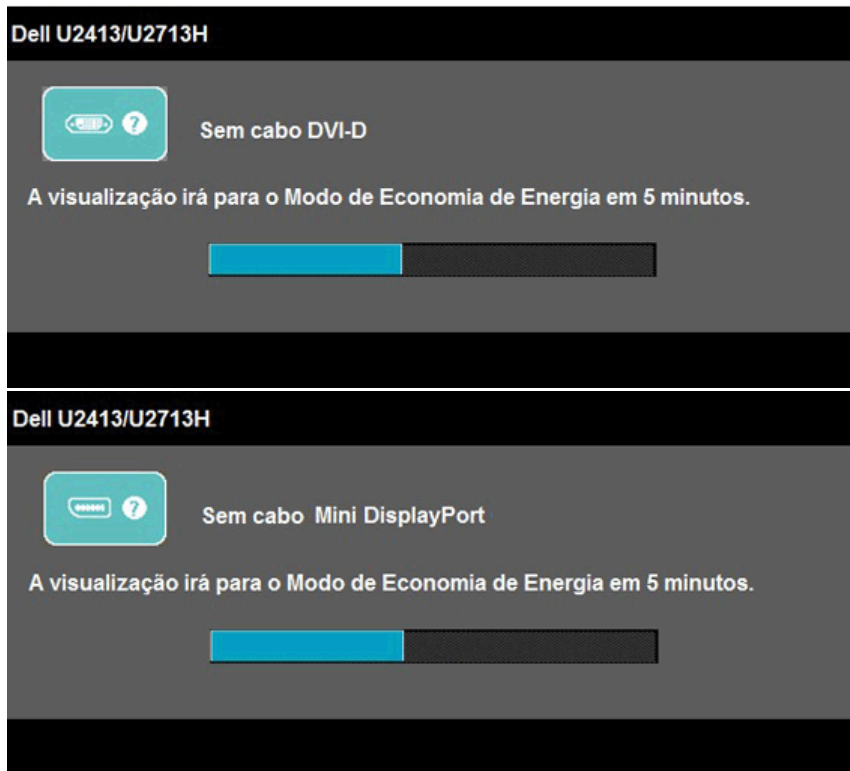 Dell U2413/U2713H
?
Sem cabo DVI-D
A visualização irá para o Modo de Economia de Energia em 5 minutos.
Dell U2413/U2713H
?
Sem cabo Mini DisplayPort
A visualização irá para o Modo de Economia de Energia em 5 minutos.